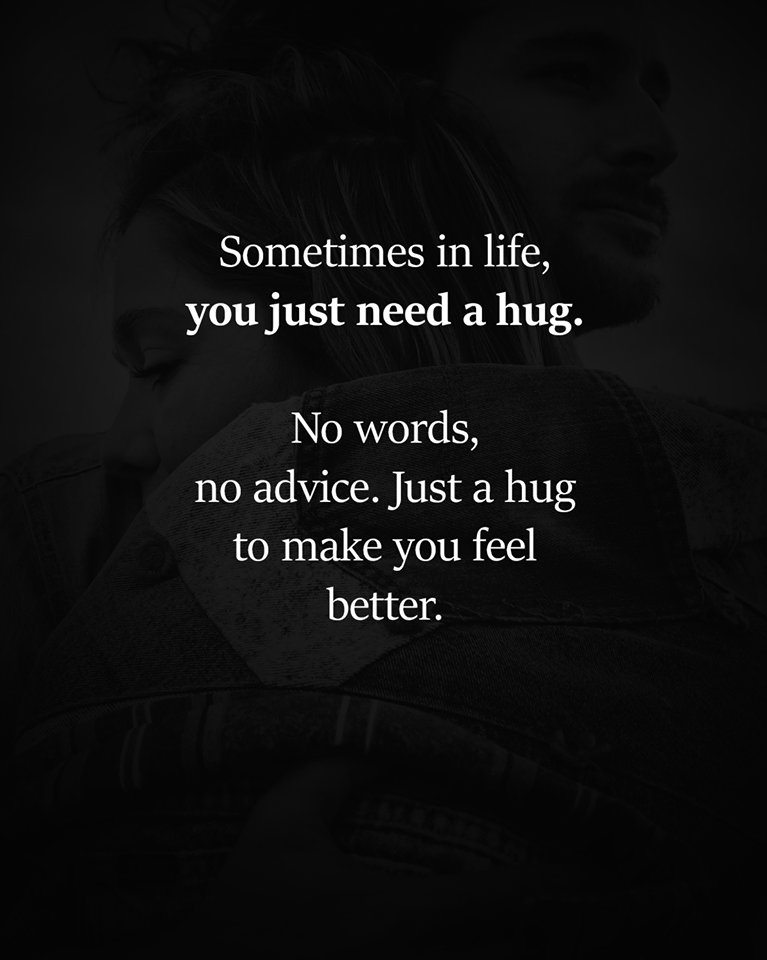 Sometimes in life,
you just need a hug.
No words,
no advice. Just a hug
to make you feel
better.